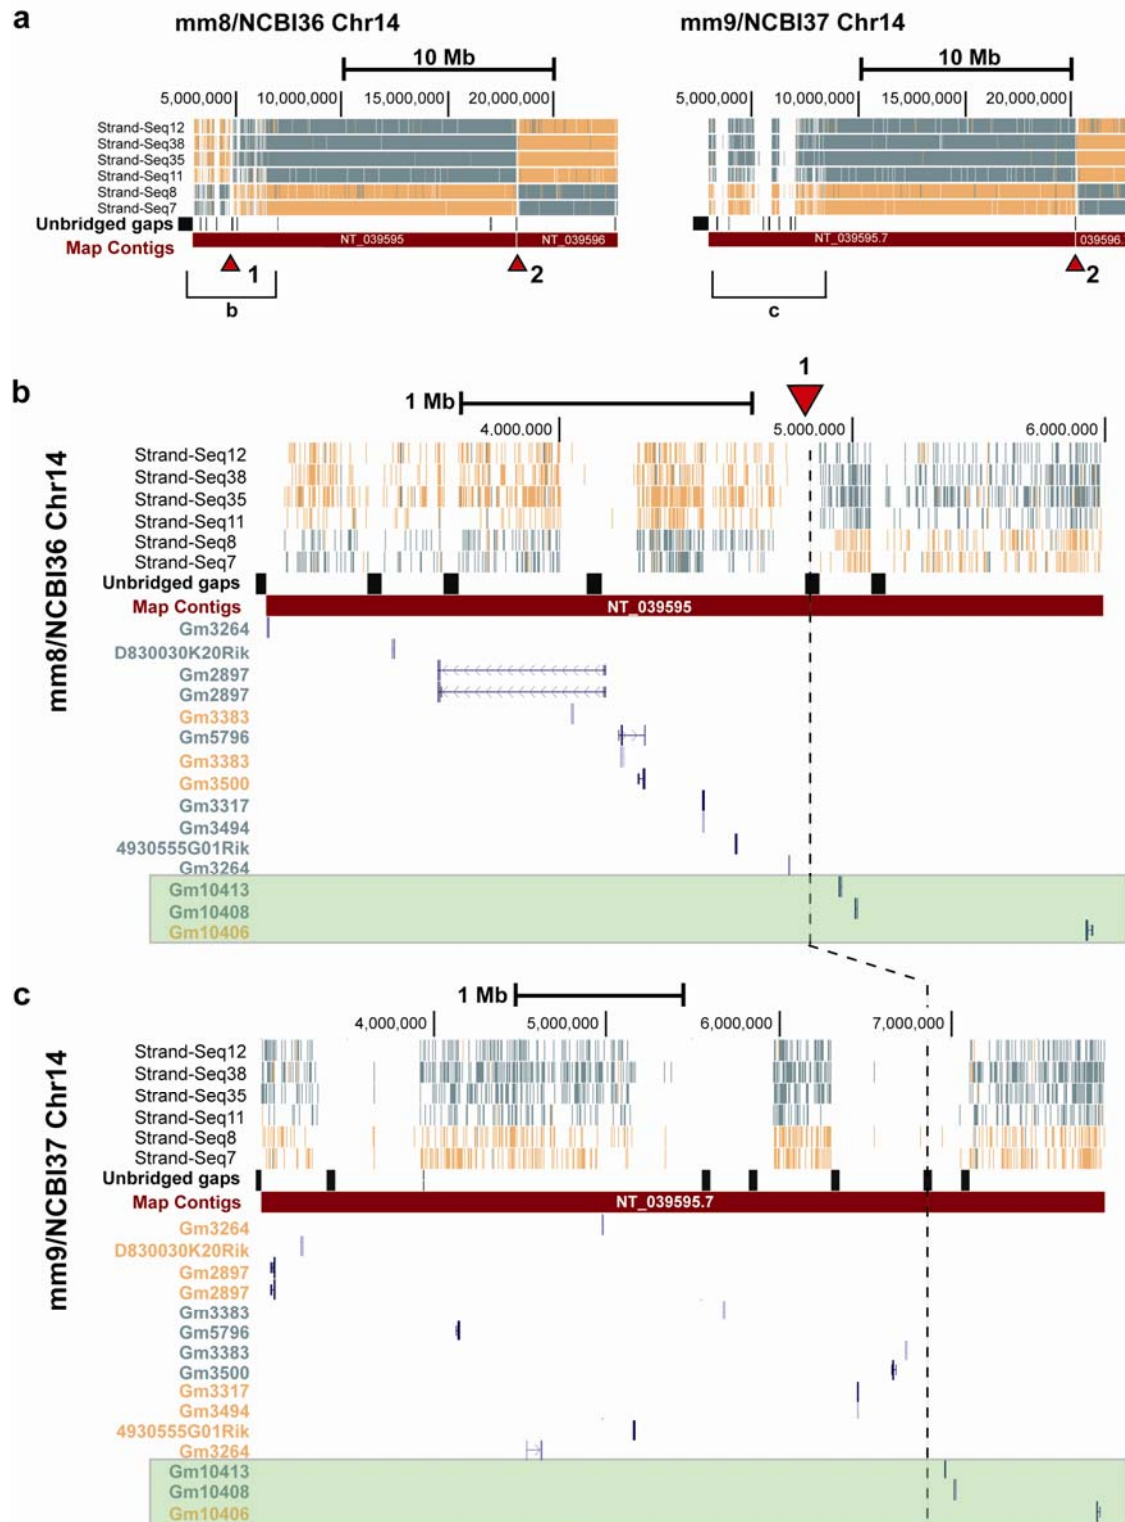 a
mm8/NCBI36 Chr14
mm9/NCBI37 Chr14
10 Mb
10 Mb
5,000,000 10,000,000 15,000,000 20,000,000
5,000,000 10,000,000 15,000,000 20,000,000
Strand-Seq12
Strand-Seq38
Strand-Seq35
Strand-Seq11
Strand-Seq8
Strand-Seq7
Unbridged gaps
Map Contigs
NT_039595 NT_039596
NT_039595.7 039596.
1 2
2
b
c
b
mm8/NCBI36 Chr14
1 Mb
1
4,000,000 5,000,000 6,000,000
Strand-Seq12
Strand-Seq38
Strand-Seq35
Strand-Seq11
Strand-Seq8
Strand-Seq7
Unbridged gaps
Map Contigs
NT_039595
Gm3264
D830030K20Rik
Gm2897
Gm2897
Gm3383
Gm5796
Gm3383
Gm3500
Gm3317
Gm3494
4930555G01Rik
Gm3264
Gm10413
Gm10408
Gm10406
c
mm9/NCBI37 Chr14
1 Mb
4,000,000 5,000,000 6,000,000 7,000,000
Strand-Seq12
Strand-Seq38
Strand-Seq35
Strand-Seq11
Strand-Seq8
Strand-Seq7
Unbridged gaps
Map Contigs
NT_039595.7
Gm3264
D830030K20Rik
Gm2897
Gm2897
Gm3383
Gm5796
Gm3383
Gm3500
Gm3317
Gm3494
4930555G01Rik
Gm3264
Gm10413
Gm10408
Gm10406